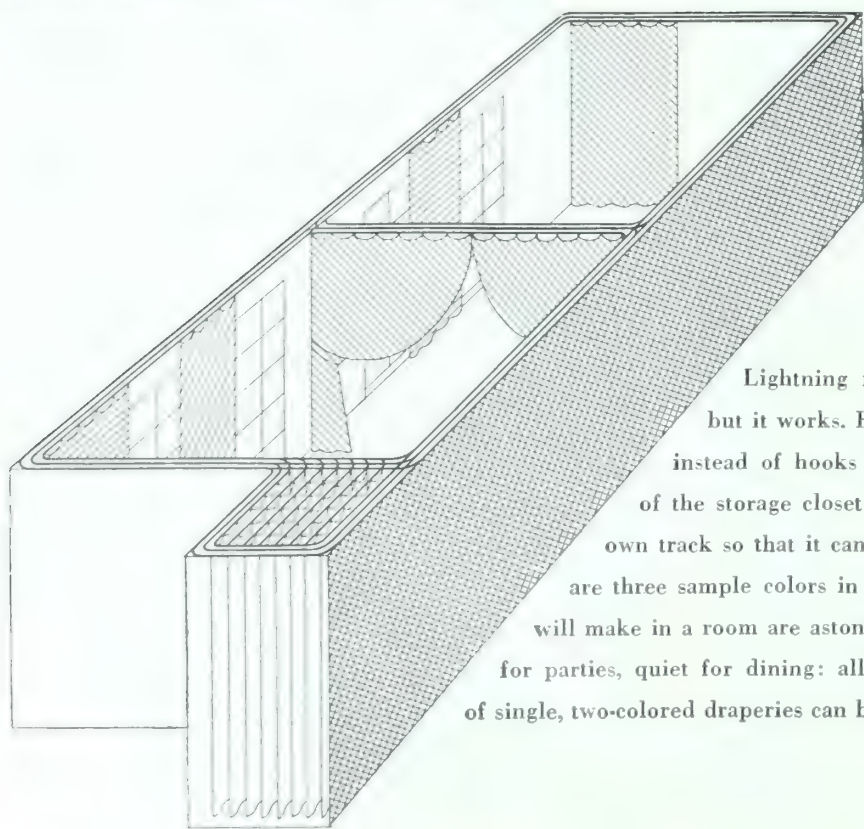 Lightning
but it works.
instead of hooks
of the storage closet
own track so that it can
are three sample colors in
will make in a room are
for parties, quiet for dining: all
of single, two-colored draperies can